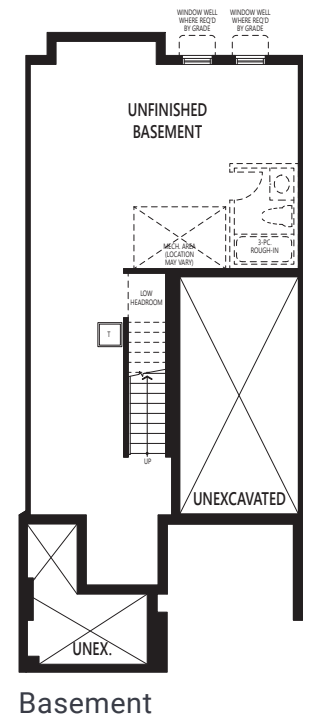 WINDOW WELL
WHERE REQ'D
BY GRADE
WINDOW WELL
WHERE REQ'D
BY GRADE
UNFINISHED
BASEMENT
MECH. AREA
(LOCATION
MAY VARY)
3-PC.
ROUGH-IN
LOW
HEADROOM
T
UP
UNEXCAVATED
UNEX.
Basement